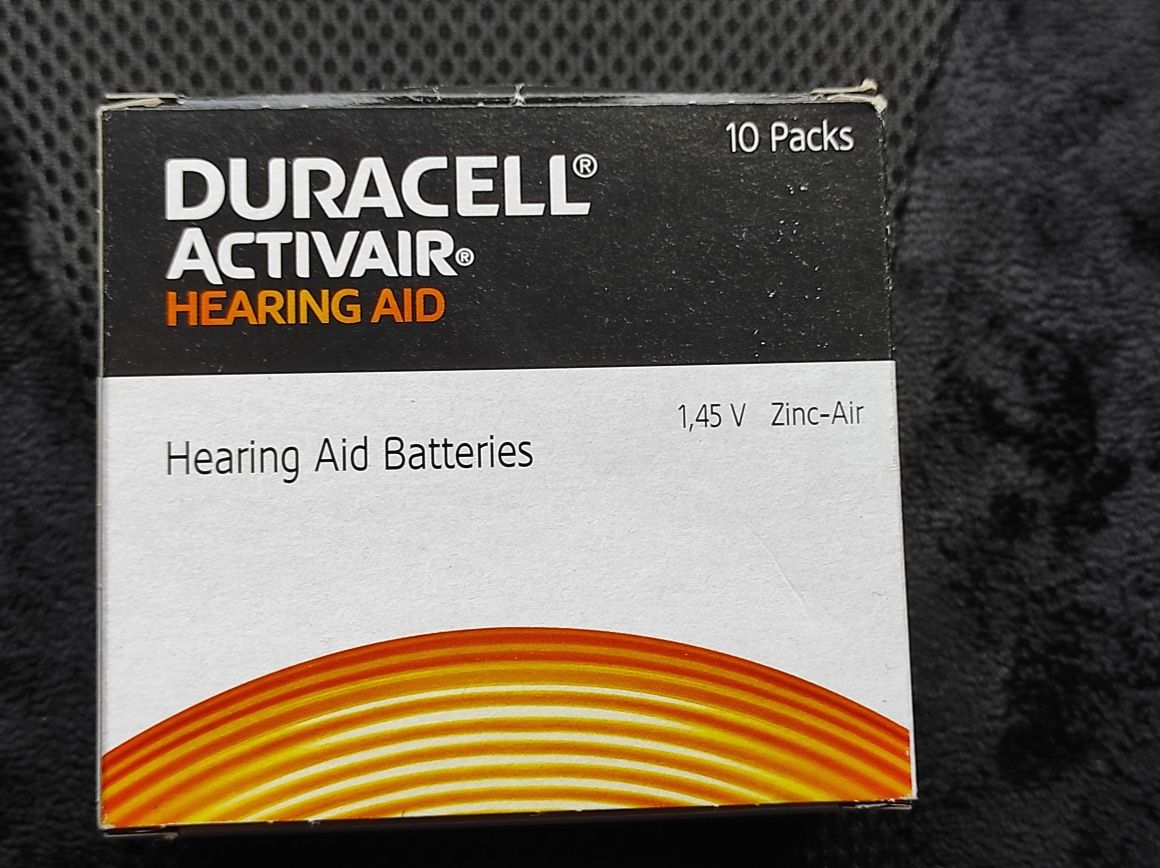 10 Packs
DURACELL®
ACTIVAIR®
HEARING AID
1,45 V Zinc-Air
Hearing Aid Batteries